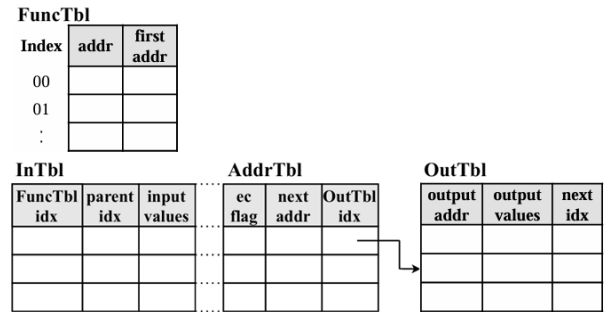 FuncTbl
Index addr first addr
00
01
:
InTbl AddrTbl OutTbl
FuncTbl idx parent idx input values ec flag next addr OutTbl idx output addr output values next idx